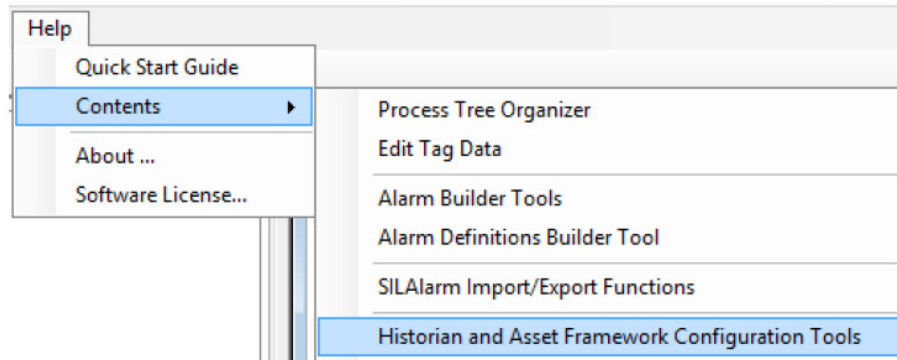 Help
Quick Start Guide
Contents
About ...
Software License...
Process Tree Organizer
Edit Tag Data
Alarm Builder Tools
Alarm Definitions Builder Tool
SILAlarm Import/Export Functions
Historian and Asset Framework Configuration Tools